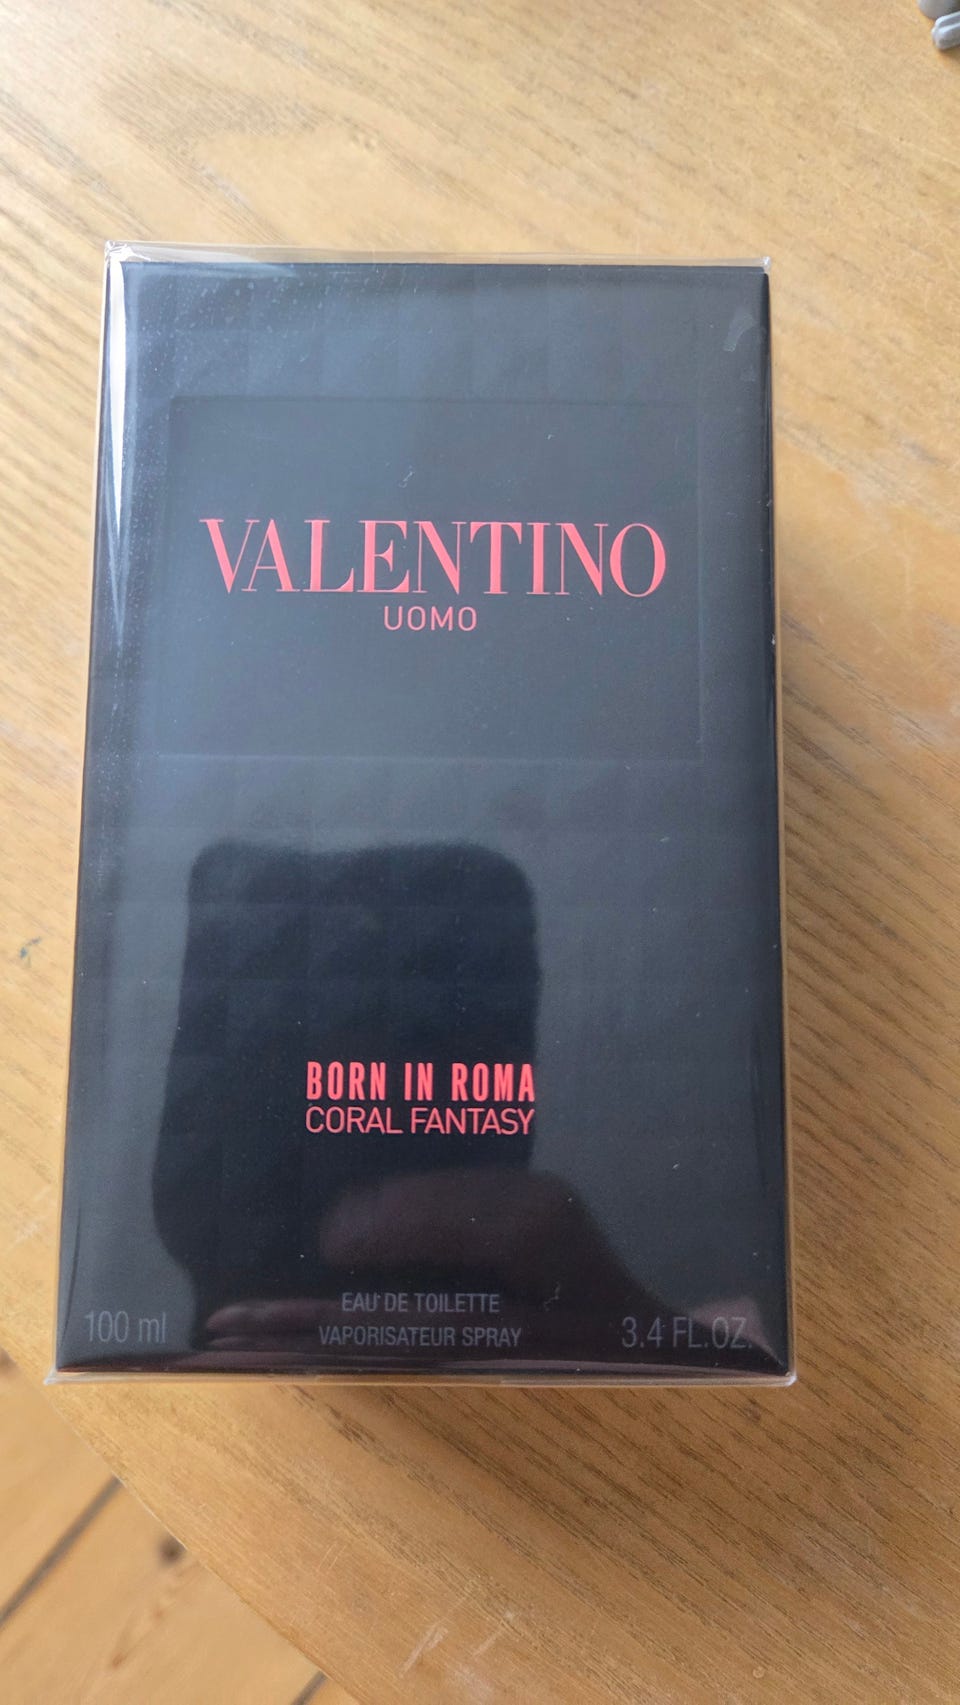 VALENTINO
UOMO
BORN IN ROMA
CORAL FANTASY
EAU DE TOILETTE
100 ml VAPORISATEUR SPRAY 3.4 FL.OZ.